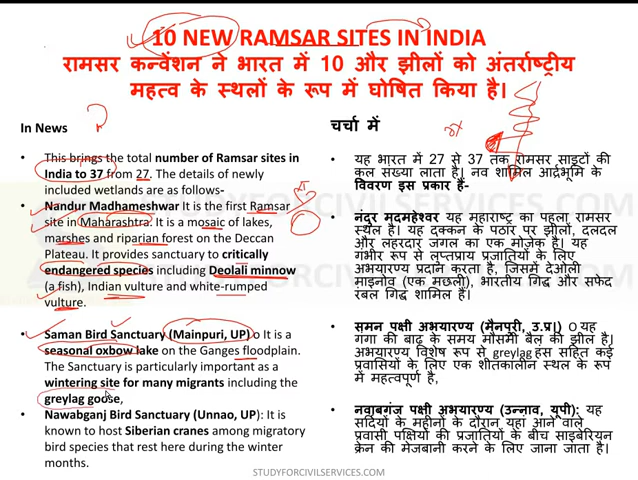 10 NEW RAMSAR SITES IN INDIA
रामसर कन्वेंशन ने भारत में 10 और झीलों को अंतर्राष्ट्रीय
महत्व के स्थलों के रूप में घोषित किया है।
In News
• This brings the total number of Ramsar sites in
India to 37 from 27. The details of newly
included wetlands are as follows-
• Nandur Madhameshwar It is the first Ramsar
site in Maharashtra. It is a mosaic of lakes,
marshes and riparian forest on the Deccan
Plateau. It provides sanctuary to critically
endangered species including Deolali minnow
(a fish), Indian vulture and white-rumped
vulture.
• Saman Bird Sanctuary (Mainpuri, UP) o It is a
seasonal oxbow lake on the Ganges floodplain.
The Sanctuary is particularly important as a
wintering site for many migrants including the
greylag goose,
• Nawabganj Bird Sanctuary (Unnao, UP): It is
known to host Siberian cranes among migratory
bird species that rest here during the winter
months.
चर्चा में
• यह भारत में 27 से 37 तक रामसर साइटों की
कुल संख्या लाता है। नव शामिल आर्द्रभूमि के
विवरण इस प्रकार है-
• नंदुर मदमहेश्वर यह महाराष्ट्र का पहला रामसर
स्थल है। यह दक्कन के पठार पर झीलों, दलदल
और लहरदार जंगल का एक मोज़ेक है। यह
गंभीर रूप से लुप्तप्राय प्रजातियों के लिए
अभयारण्य प्रदान करता है, जिसमें देओली
माइनोव (एक मछली), भारतीय गिद्ध और सफेद
रंबल गिद्ध शामिल हैं।
• समन पक्षी अभयारण्य (मैनपुरी, उ.प्र।) O यह
गंगा की बाढ़ के समय मौसमी बैल की झील है।
अभयारण्य विशेष रूप से greylag हंस सहित कई
प्रवासियों के लिए एक शीतकालीन स्थल के रूप
में महत्वपूर्ण है,
• नवाबगंज पक्षी अभयारण्य (उन्नाव, यूपी): यह
सर्दियों के महीनों के दौरान यहां आने वाले
प्रवासी पक्षियों की प्रजातियों के बीच साइबेरियन
क्रेन की मेजबानी करने के लिए जाना जाता है।
STUDYFORCIVILSERVICES.COM